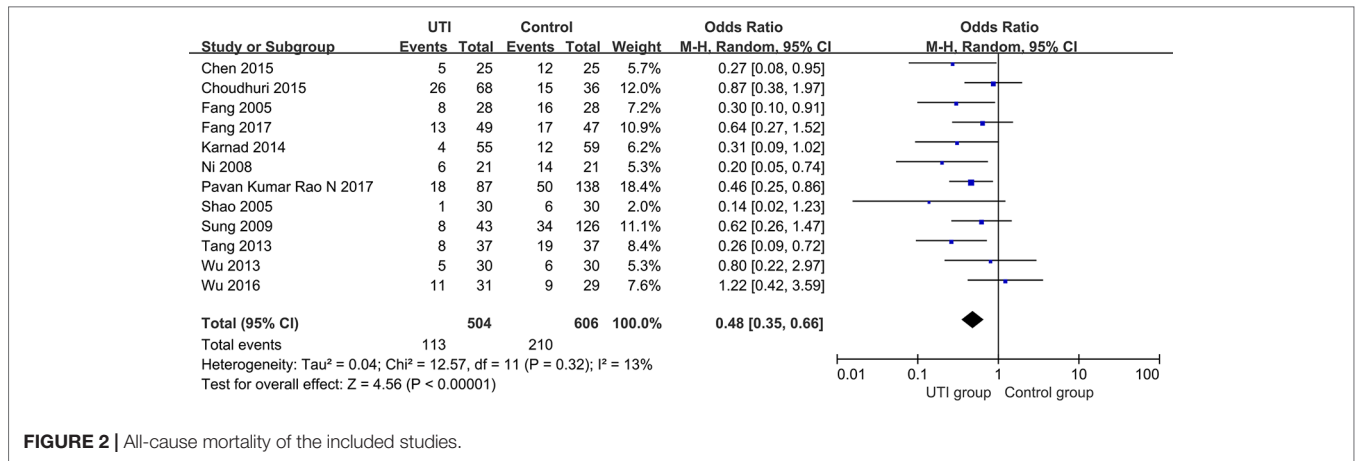 UTI Control Odds Ratio Odds Ratio
Study or Subgroup Events Total Events Total Weight M-H, Random, 95% CI M-H, Random, 95% CI
Chen 2015 5 25 12 25 5.7% 0.27 [0.08, 0.95]
Choudhuri 2015 26 68 15 36 12.0% 0.87 [0.38, 1.97]
Fang 2005 8 28 16 28 7.2% 0.30 [0.10, 0.91]
Fang 2017 13 49 17 47 10.9% 0.64 [0.27, 1.52]
Karnad 2014 4 55 12 59 6.2% 0.31 [0.09, 1.02]
Ni 2008 6 21 14 21 5.3% 0.20 [0.05, 0.74]
Pavan Kumar Rao N 2017 18 87 50 138 18.4% 0.46 [0.25, 0.86]
Shao 2005 1 30 6 30 2.0% 0.14 [0.02, 1.23]
Sung 2009 8 43 34 126 11.1% 0.62 [0.26, 1.47]
Tang 2013 8 37 19 37 8.4% 0.26 [0.09, 0.72]
Wu 2013 5 30 6 30 5.3% 0.80 [0.22, 2.97]
Wu 2016 11 31 9 29 7.6% 1.22 [0.42, 3.59]
Total (95% CI) 504 606 100.0% 0.48 [0.35, 0.66]
Total events 113 210
Heterogeneity: Tau² = 0.04; Chi² = 12.57, df = 11 (P = 0.32); I² = 13%
Test for overall effect: Z = 4.56 (P < 0.00001)
0.01 0.1 1 10 100
UTI group Control group
FIGURE 2 | All-cause mortality of the included studies.